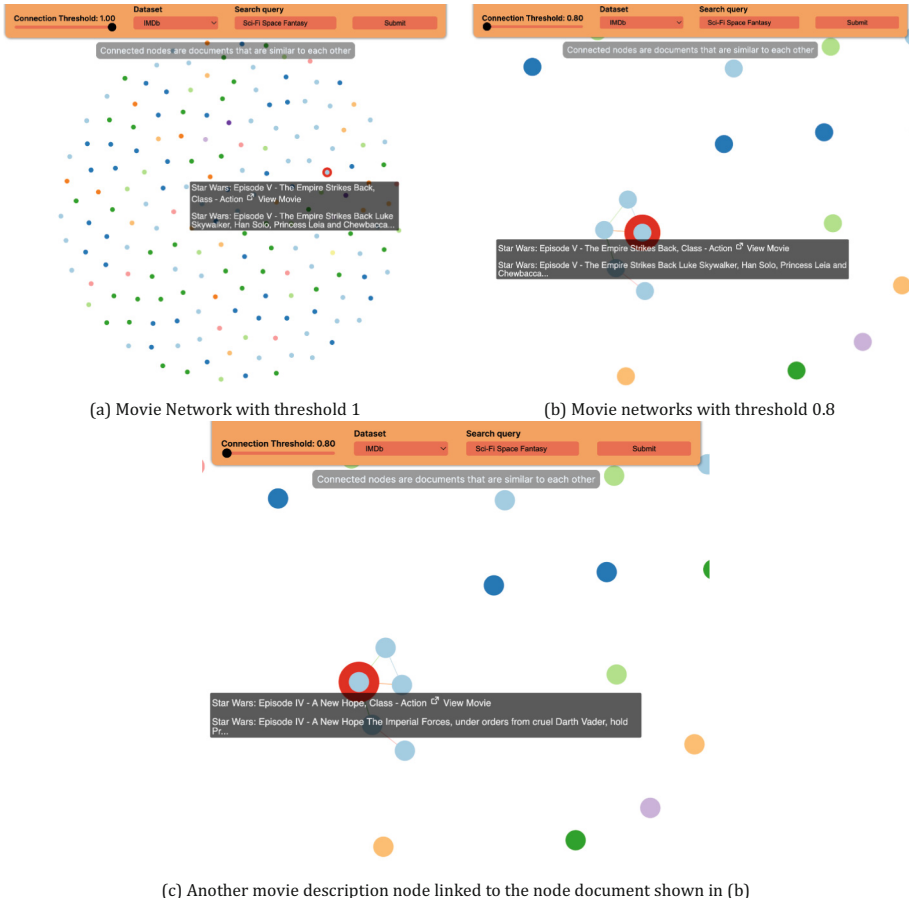 Dataset
Search query
Connection Threshold: 1.00
IMDb
Sci-Fi Space Fantasy
Submit
Connected nodes are documents that are similar to each other
Star Wars: Episode V - The Empire Strikes Back,
Class - Action View Movie
Star Wars: Episode V - The Empire Strikes Back Luke
Skywalker, Han Solo, Princess Leia and Chewbacca...
(a) Movie Network with threshold 1
Dataset
Search query
Connection Threshold: 0.80
IMDb
Sci-Fi Space Fantasy
Submit
Connected nodes are documents that are similar to each other
Star Wars: Episode V - The Empire Strikes Back, Class - Action View Movie
Star Wars: Episode V - The Empire Strikes Back Luke Skywalker, Han Solo, Princess Leia and
Chewbacca...
(b) Movie networks with threshold 0.8
Dataset
Search query
Connection Threshold: 0.80
IMDb
Sci-Fi Space Fantasy
Submit
Connected nodes are documents that are similar to each other
Star Wars: Episode IV - A New Hope, Class - Action View Movie
Star Wars: Episode IV - A New Hope The Imperial Forces, under orders from cruel Darth Vader, hold
Pr...
(c) Another movie description node linked to the node document shown in (b)